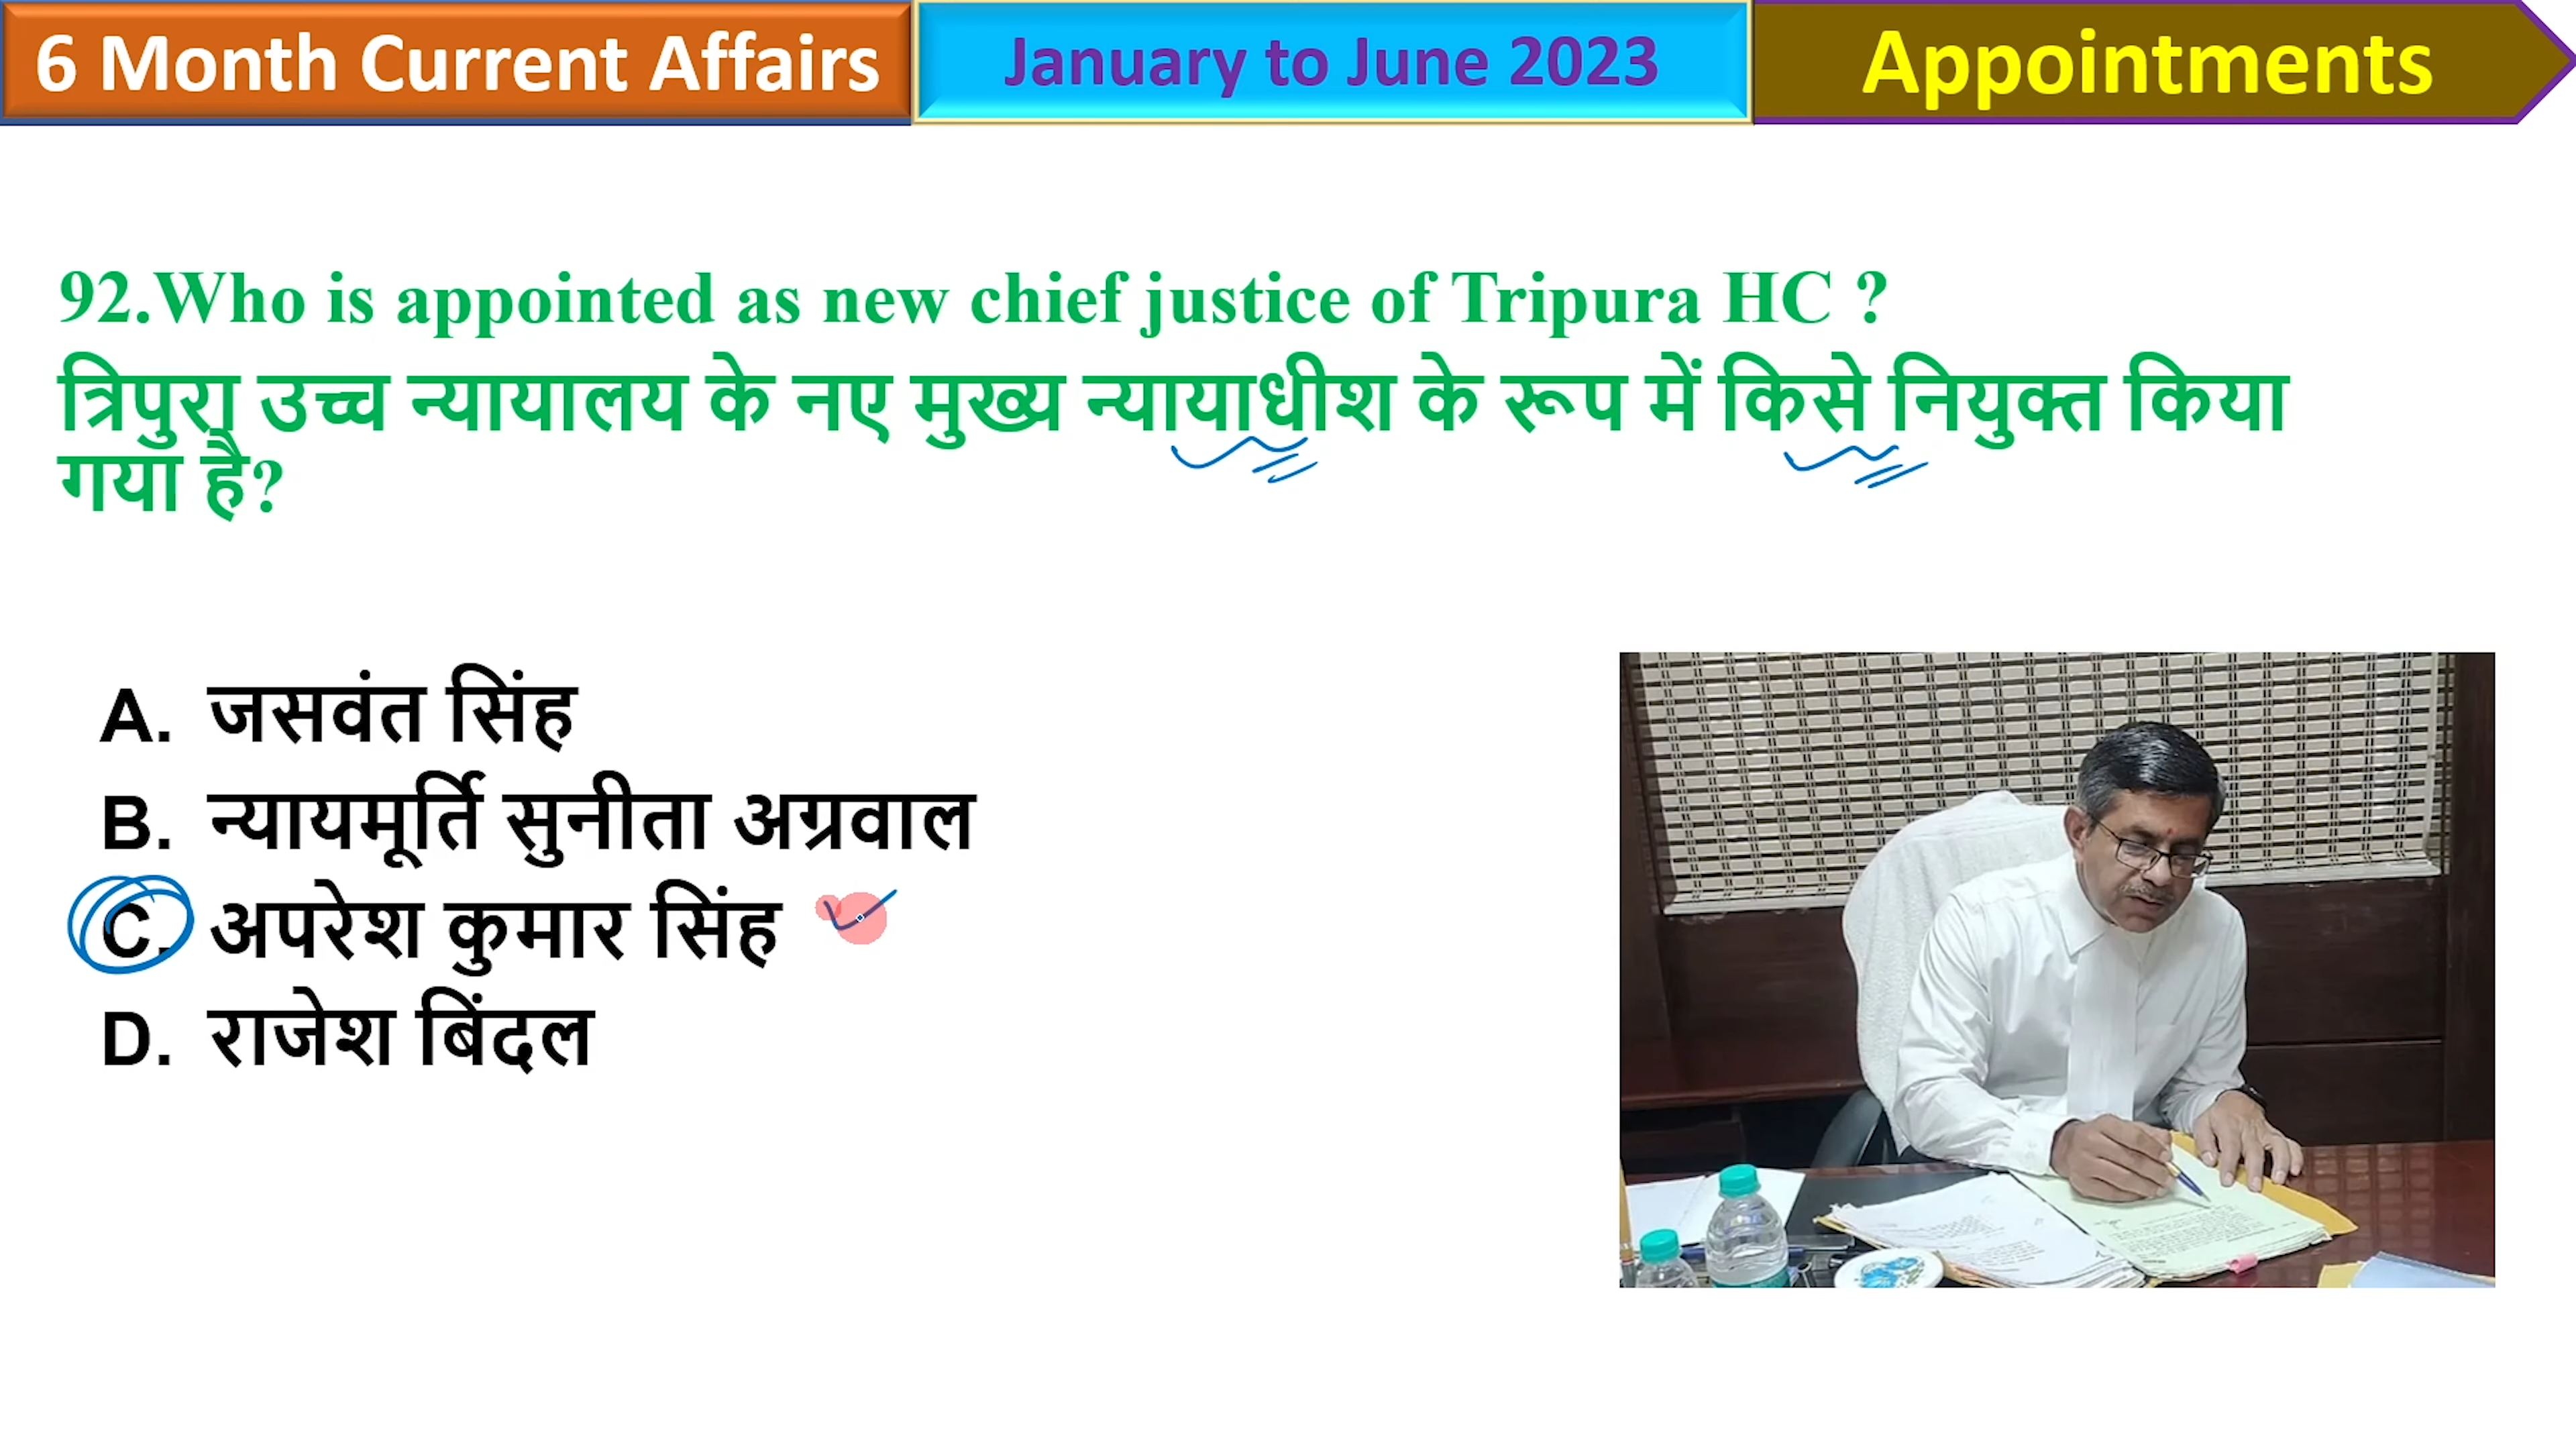 6 Month Current Affairs
January to June 2023
Appointments
92.Who is appointed as new chief justice of Tripura HC ?
त्रिपुरा उच्च न्यायालय के नए मुख्य न्यायाधीश के रूप में किसे नियुक्त किया
गया है?
A. जसवंत सिंह
B. न्यायमूर्ति सुनीता अग्रवाल
C. अपरेश कुमार सिंह
D. राजेश बिंदल